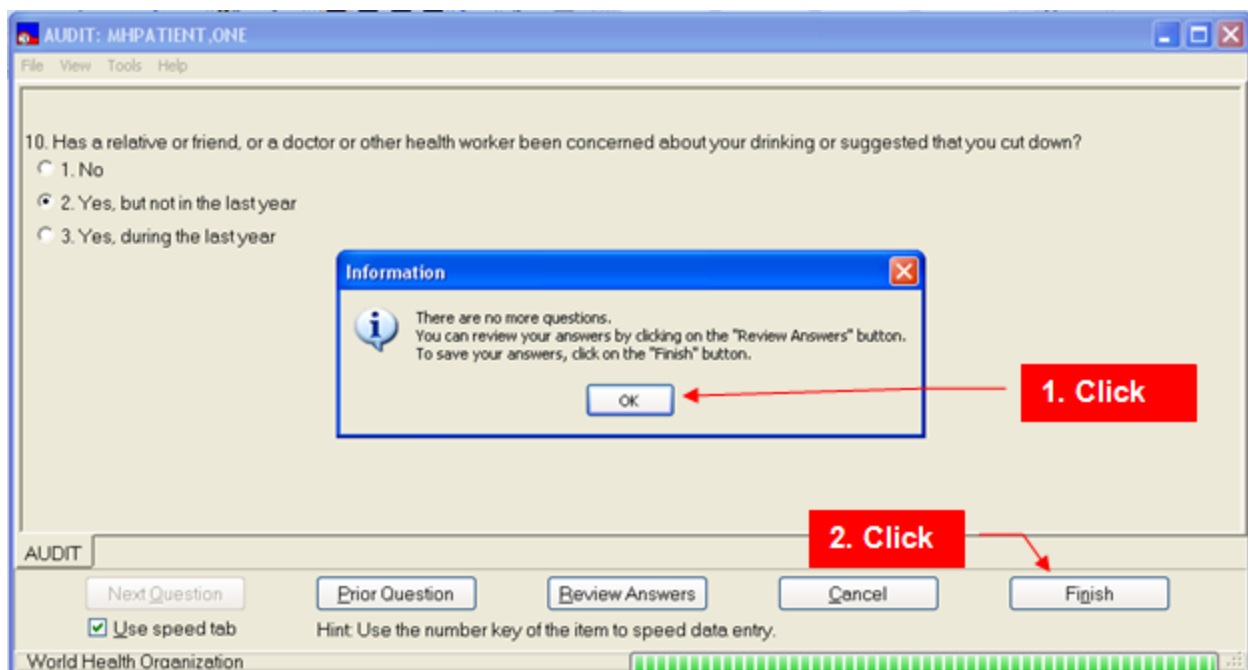 AUDIT: MHPATIENT,ONE
File View Tools Help
10. Has a relative or friend, or a doctor or other health worker been concerned about your drinking or suggested that you cut down?
1. No
2. Yes, but not in the last year
3. Yes, during the last year
Information
There are no more questions.
You can review your answers by clicking on the "Review Answers" button.
To save your answers, click on the "Finish" button.
OK
1. Click
2. Click
AUDIT
Next Question Prior Question Review Answers Cancel Finish
Use speed tab Hint: Use the number key of the item to speed data entry.
World Health Organization